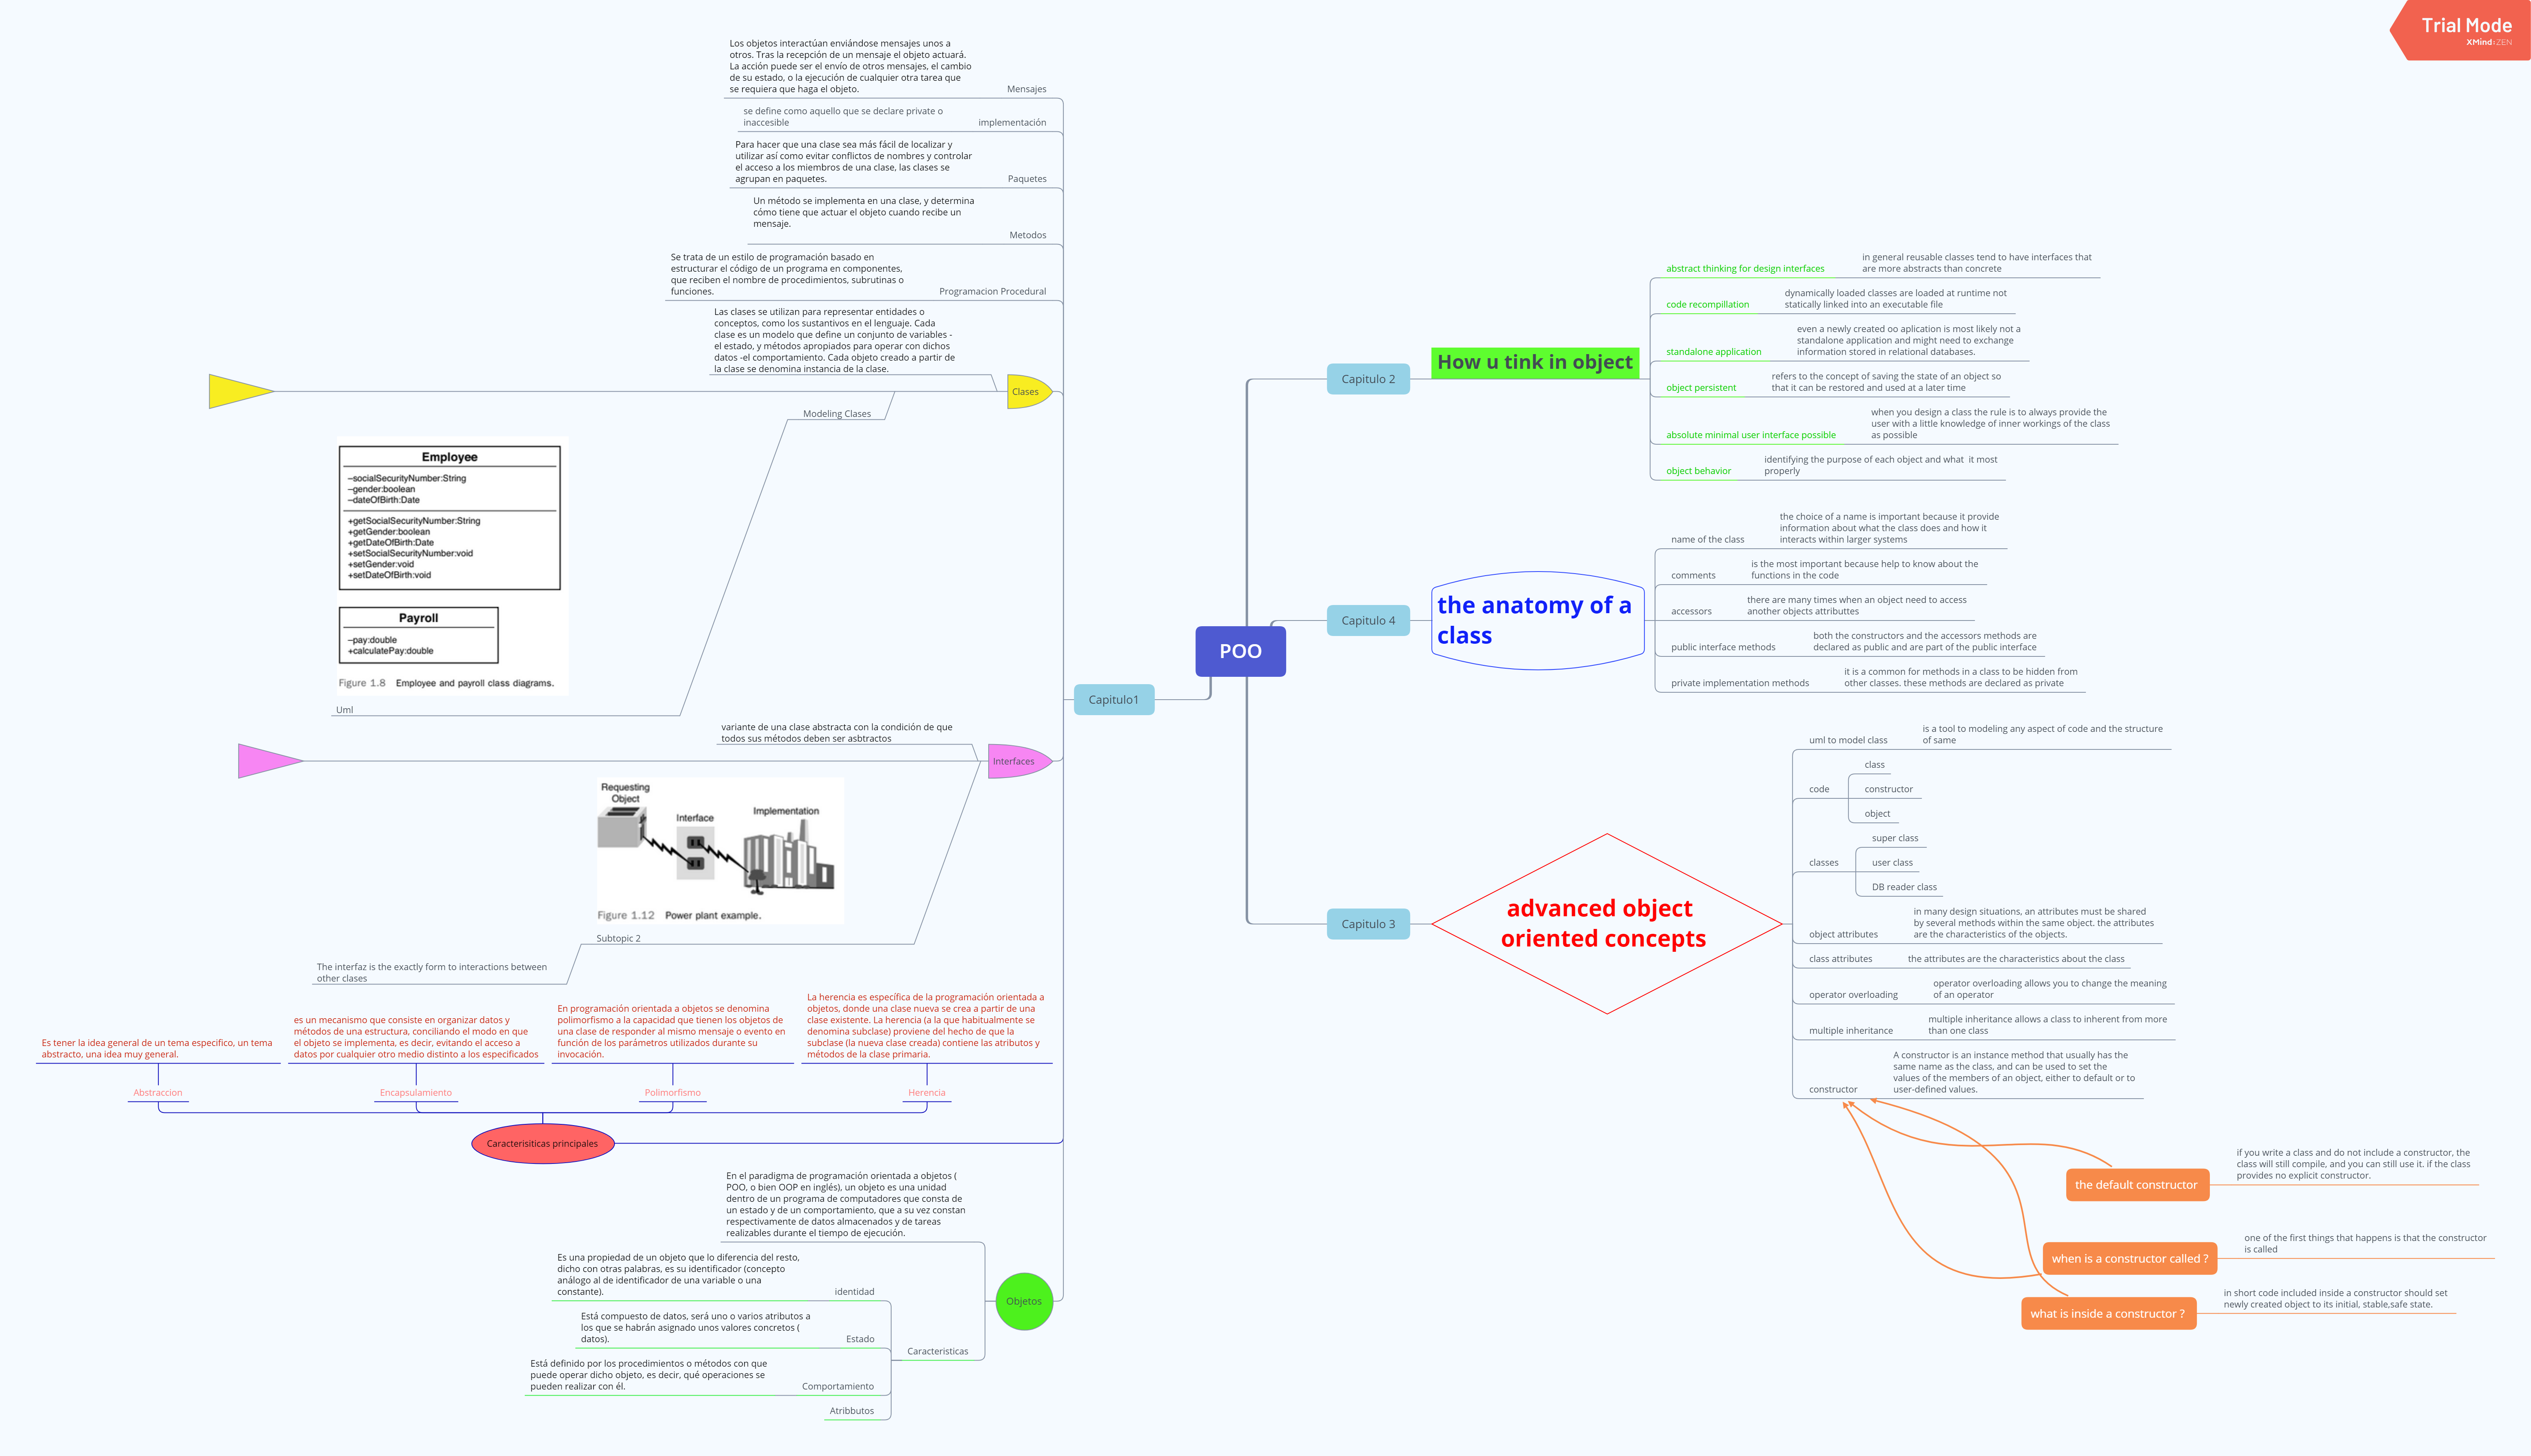 Trial Mode
XMind:ZEN
POO
Capitulo1
Los objetos interactúan enviándose mensajes unos a
otros. Tras la recepción de un mensaje el objeto actuará.
La acción puede ser el envío de otros mensajes, el cambio
de su estado, o la ejecución de cualquier otra tarea que
se requiera que haga el objeto.
Mensajes
se define como aquello que se declare private o
inaccesible
implementación
Para hacer que una clase sea más fácil de localizar y
utilizar así como evitar conflictos de nombres y controlar
el acceso a los miembros de una clase, las clases se
agrupan en paquetes.
Paquetes
Un método se implementa en una clase, y determina
cómo tiene que actuar el objeto cuando recibe un
mensaje.
Metodos
Se trata de un estilo de programación basado en
estructurar el código de un programa en componentes,
que reciben el nombre de procedimientos, subrutinas o
funciones.
Programacion Procedural
Las clases se utilizan para representar entidades o
conceptos, como los sustantivos en el lenguaje. Cada
clase es un modelo que define un conjunto de variables -
el estado, y métodos apropiados para operar con dichos
datos -el comportamiento. Cada objeto creado a partir de
la clase se denomina instancia de la clase.
Clases
Modeling Clases
Employee
–socialSecurityNumber:String
–gender:boolean
–dateOfBirth:Date
+getSocialSecurityNumber:String
+getGender:boolean
+getDateOfBirth:Date
+setSocialSecurityNumber:void
+setGender:void
+setDateOfBirth:void
Payroll
–pay:double
+calculatePay:double
Figure 1.8 Employee and payroll class diagrams.
Uml
variante de una clase abstracta con la condición de que
todos sus métodos deben ser asbtractos
Interfaces
Requesting
Object
Interface
Implementation
Figure 1.12 Power plant example.
Subtopic 2
The interfaz is the exactly form to interactions between
other clases
Es tener la idea general de un tema especifico, un tema
abstracto, una idea muy general.
Abstraccion
es un mecanismo que consiste en organizar datos y
métodos de una estructura, conciliando el modo en que
el objeto se implementa, es decir, evitando el acceso a
datos por cualquier otro medio distinto a los especificados
Encapsulamiento
En programación orientada a objetos se denomina
polimorfismo a la capacidad que tienen los objetos de
una clase de responder al mismo mensaje o evento en
función de los parámetros utilizados durante su
invocación.
Polimorfismo
La herencia es específica de la programación orientada a
objetos, donde una clase nueva se crea a partir de una
clase existente. La herencia (a la que habitualmente se
denomina subclase) proviene del hecho de que la
subclase (la nueva clase creada) contiene las atributos y
métodos de la clase primaria.
Herencia
Caracterisiticas principales
En el paradigma de programación orientada a objetos (
POO, o bien OOP en inglés), un objeto es una unidad
dentro de un programa de computadores que consta de
un estado y de un comportamiento, que a su vez constan
respectivamente de datos almacenados y de tareas
realizables durante el tiempo de ejecución.
Objetos
Es una propiedad de un objeto que lo diferencia del resto,
dicho con otras palabras, es su identificador (concepto
análogo al de identificador de una variable o una
constante).
identidad
Está compuesto de datos, será uno o varios atributos a
los que se habrán asignado unos valores concretos (
datos).
Estado
Caracteristicas
Está definido por los procedimientos o métodos con que
puede operar dicho objeto, es decir, qué operaciones se
pueden realizar con él.
Comportamiento
Atribbutos
Capitulo 2
How u tink in object
abstract thinking for design interfaces
in general reusable classes tend to have interfaces that
are more abstracts than concrete
code recompillation
dynamically loaded classes are loaded at runtime not
statically linked into an executable file
standalone application
even a newly created oo aplication is most likely not a
standalone application and might need to exchange
information stored in relational databases.
object persistent
refers to the concept of saving the state of an object so
that it can be restored and used at a later time
absolute minimal user interface possible
when you design a class the rule is to always provide the
user with a little knowledge of inner workings of the class
as possible
object behavior
identifying the purpose of each object and what it most
properly
Capitulo 4
the anatomy of a
class
name of the class
the choice of a name is important because it provide
information about what the class does and how it
interacts within larger systems
comments
is the most important because help to know about the
functions in the code
accessors
there are many times when an object need to access
another objects attributtes
public interface methods
both the constructors and the accessors methods are
declared as public and are part of the public interface
private implementation methods
it is a common for methods in a class to be hidden from
other classes. these methods are declared as private
Capitulo 3
advanced object
oriented concepts
uml to model class
is a tool to modeling any aspect of code and the structure
of same
code
class
constructor
object
classes
super class
user class
DB reader class
object attributes
in many design situations, an attributes must be shared
by several methods within the same object. the attributes
are the characteristics of the objects.
class attributes
the attributes are the characteristics about the class
operator overloading
operator overloading allows you to change the meaning
of an operator
multiple inheritance
multiple inheritance allows a class to inherent from more
than one class
constructor
A constructor is an instance method that usually has the
same name as the class, and can be used to set the
values of the members of an object, either to default or to
user-defined values.
the default constructor
if you write a class and do not include a constructor, the
class will still compile, and you can still use it. if the class
provides no explicit constructor.
when is a constructor called ?
one of the first things that happens is that the constructor
is called
what is inside a constructor ?
in short code included inside a constructor should set
newly created object to its initial, stable,safe state.